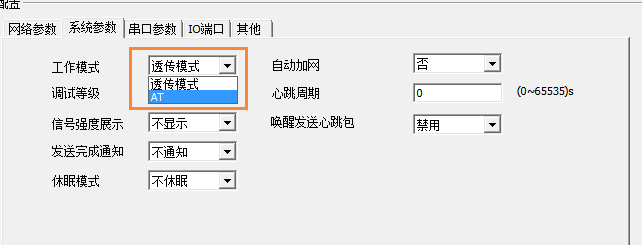 配置
网络参数 系统参数 串口参数 IO端口 其他
工作模式 透传模式 自动加网 否
透传模式
调试等级 AT 心跳周期 0 (0~65535)s
信号强度展示 不显示 唤醒发送心跳包 禁用
发送完成通知 不通知
休眠模式 不休眠